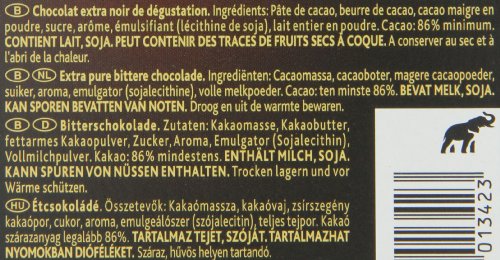 B Chocolat extra noir de dégustation. Ingrédients: Pâte de cacao, beurre de cacao, cacao maigre en
poudre, sucre, arôme, émulsifiant (lécithine de soja), lait entier en poudre. Cacao: 86% minimum.
CONTIENT LAIT, SOJA. PEUT CONTENIR DES TRACES DE FRUITS SECS À COQUE. A conserver au sec et à
l'abri de la chaleur.
B NL Extra pure bittere chocolade. Ingrediënten: Cacaomassa, cacaoboter, magere cacaopoeder,
suiker, aroma, emulgator (sojalecithine), volle melkpoeder. Cacao: ten minste 86%. BEVAT MELK, SOJA.
KAN SPOREN BEVATTEN VAN NOTEN. Droog en uit de warmte bewaren.
B D Bitterschokolade. Zutaten: Kakaomasse, Kakaobutter,
fettarmes Kakaopulver, Zucker, Aroma, Emulgator (Sojalecithin),
Vollmilchpulver. Kakao: 86% mindestens. ENTHÄLT MILCH, SOJA.
KANN SPUREN VON NÜSSEN ENTHALTEN. Trocken lagern und vor
Wärme schützen.
HU Étcsokoládé. Összetevők: Kakaómassza, kakaóvaj, zsírszegény
kakaópor, cukor, aroma, emulgeálószer (szójalecitin), teljes tejpor. Kakaó
szárazanyag legalább 86%. TARTALMAZ TEJET, SZÓJÁT. TARTALMAZHAT
NYOMOKBAN DIÓFÉLÉKET. Száraz, hűvös helyen tartandó.
013423